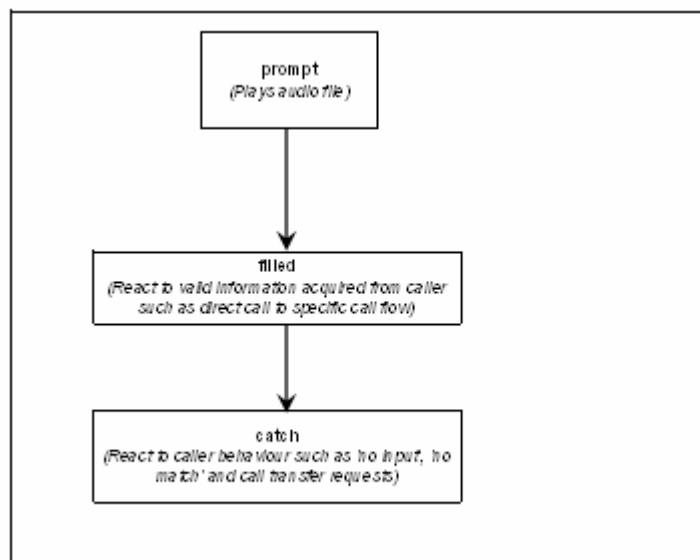 prompt
(Plays audio file)
filled
(React to valid information acquired from caller
such as direct call to specific call flow)
catch
(React to caller behaviour such as 'no input, 'no
match' and call transfer requests)